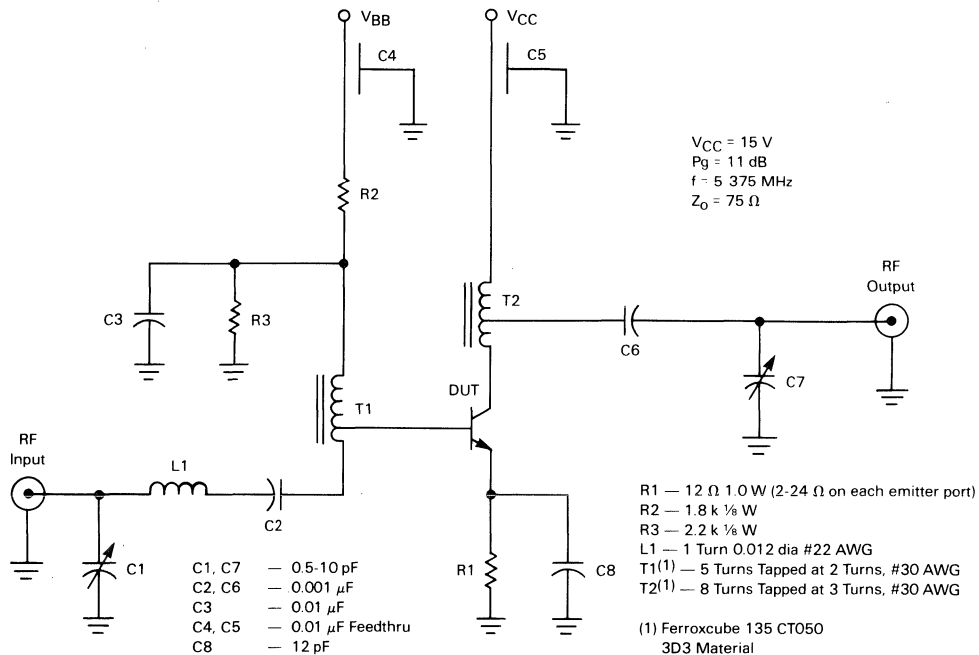 VBB
VCC
C4
C5
VCC = 15 V
Pg = 11 dB
f = 5 375 MHz
Zo = 75 Ω
R2
RF
Output
T2
C3
R3
C6
C7
DUT
T1
RF
Input
L1
C2
C1
R1
C8
C1, C7 — 0.5-10 pF
C2, C6 — 0.001 μF
C3 — 0.01 μF
C4, C5 — 0.01 μF Feedthru
C8 — 12 pF
R1 — 12 Ω 1.0 W (2-24 Ω on each emitter port)
R2 — 1.8 k ⅛ W
R3 — 2.2 k ⅛ W
L1 — 1 Turn 0.012 dia #22 AWG
T1(1) — 5 Turns Tapped at 2 Turns, #30 AWG
T2(1) — 8 Turns Tapped at 3 Turns, #30 AWG
(1) Ferroxcube 135 CT050
3D3 Material